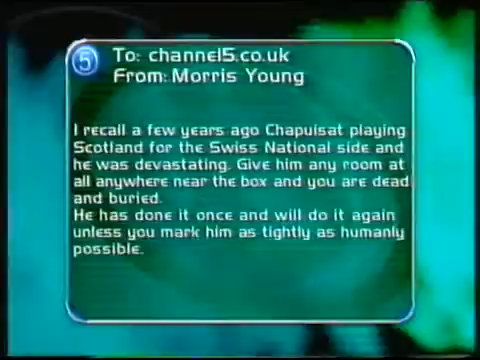 5
To: channel5.co.uk
From: Morris Young
I recall a few years ago Chapuisat playing
Scotland for the Swiss National side and
he was devastating. Give him any room at
all anywhere near the box and you are dead
and buried.
He has done it once and will do it again
unless you mark him as tightly as humanly
possible.